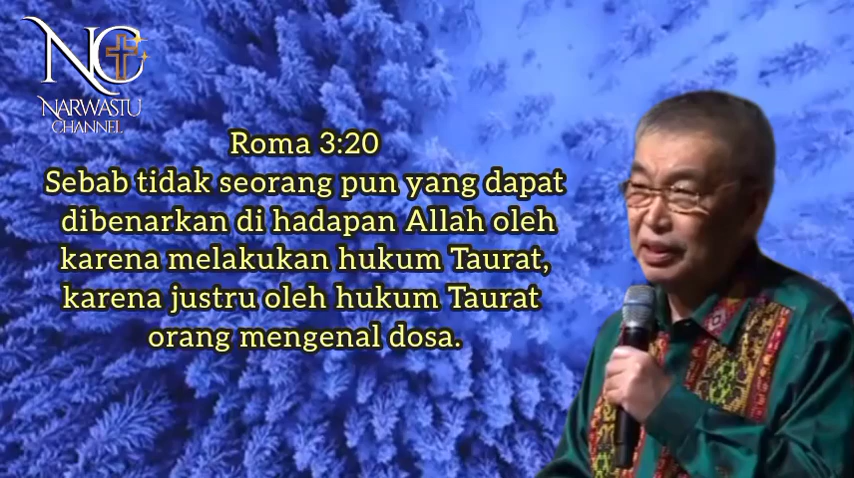 NC
NARWASTU
CHANNEL
Roma 3:20
Sebab tidak seorang pun yang dapat
dibenarkan di hadapan Allah oleh
karena melakukan hukum Taurat,
karena justru oleh hukum Taurat
orang mengenal dosa.